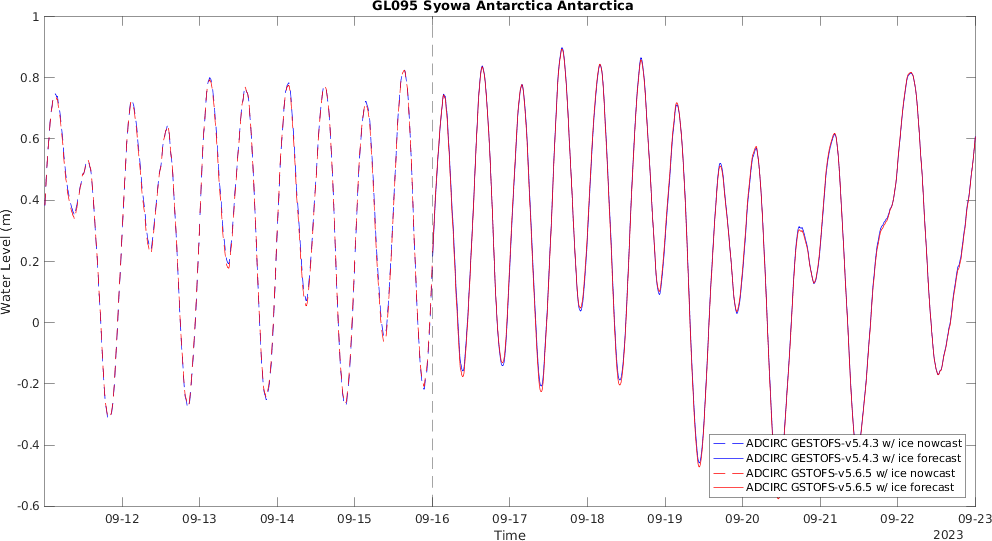 GL095 Syowa Antarctica Antarctica
1
0.8
0.6
0.4
0.2
0
-0.2
-0.4
-0.6
Water Level (m)
ADCIRC GESTOFS-v5.4.3 w/ ice nowcast
ADCIRC GESTOFS-v5.4.3 w/ ice forecast
ADCIRC GSTOFS-v5.6.5 w/ ice nowcast
ADCIRC GSTOFS-v5.6.5 w/ ice forecast
09-12 09-13 09-14 09-15 09-16 09-17 09-18 09-19 09-20 09-21 09-22 09-23
Time
2023